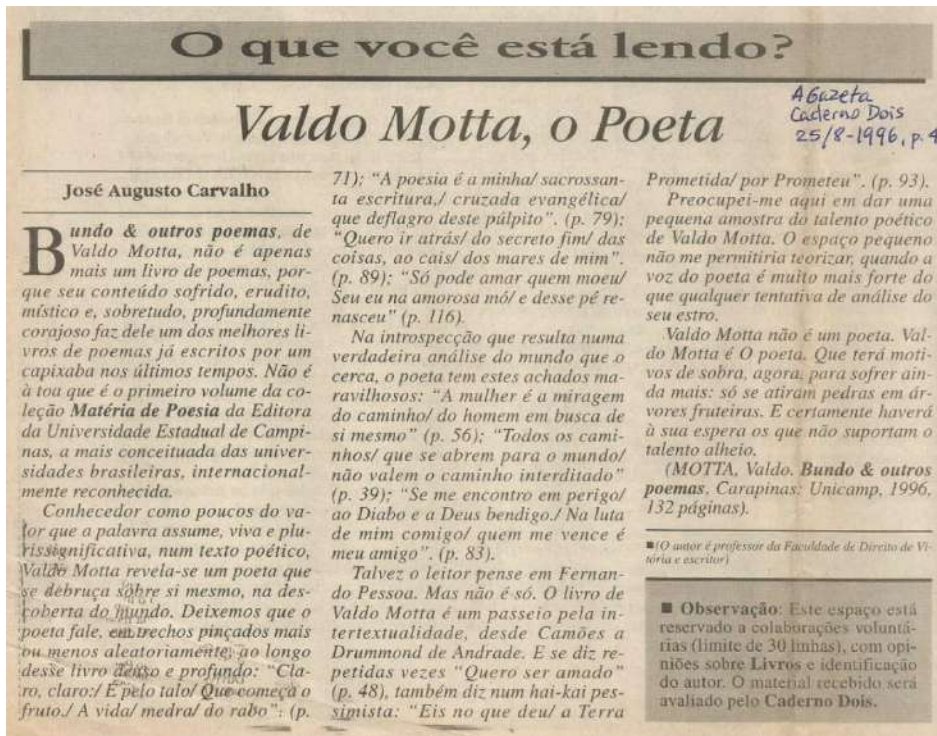 O que você está lendo?
Valdo Motta, o Poeta
A Gazeta
Caderno Dois
25/8-1996, p. 4
José Augusto Carvalho
Bundo & outros poemas, de
Valdo Motta, não é apenas
mais um livro de poemas, por-
que seu conteúdo sofrido, erudito,
místico e, sobretudo, profundamente
corajoso faz dele um dos melhores li-
vros de poemas já escritos por um
capixaba nos últimos tempos. Não é
à toa que é o primeiro volume da co-
leção Matéria de Poesia da Editora
da Universidade Estadual de Campi-
nas, a mais conceituada das univer-
sidades brasileiras, internacional-
mente reconhecida.
Conhecedor como poucos do va-
lor que a palavra assume, viva e plu-
rissignificativa, num texto poético,
Valdo Motta revela-se um poeta que
se debruça sobre si mesmo, na des-
coberta do mundo. Deixemos que o
poeta fale, em trechos pinçados mais
ou menos aleatoriamente, ao longo
desse livro denso e profundo: "Cla-
ro, claro:/ É pelo talo/ Que começa o
fruto./ A vida/ medra/ do rabo". (p.
71); "A poesia é a minha/ sacrossan-
ta escritura,/ cruzada evangélica/
que deflagro deste púlpito". (p. 79);
"Quero ir atrás/ do secreto fim/ das
coisas, ao cais/ dos mares de mim".
(p. 89); "Só pode amar quem moeu/
Seu eu na amorosa mó/ e desse pé re-
nasceu" (p. 116).
Na introspecção que resulta numa
verdadeira análise do mundo que o
cerca, o poeta tem estes achados ma-
ravilhosos: "A mulher é a miragem
do caminho/ do homem em busca de
si mesmo" (p. 56); "Todos os cami-
nhos/ que se abrem para o mundo/
não valem o caminho interditado"
(p. 39); "Se me encontro em perigo/
ao Diabo e a Deus bendigo./ Na luta
de mim comigo/ quem me vence é
meu amigo". (p. 83).
Talvez o leitor pense em Fernan-
do Pessoa. Mas não é só. O livro de
Valdo Motta é um passeio pela in-
tertextualidade, desde Camões a
Drummond de Andrade. E se diz re-
petidas vezes "Quero ser amado"
(p. 48), também diz num hai-kai pes-
simista: "Eis no que deu/ a Terra
Prometida/ por Prometeu". (p. 93).
Preocupei-me aqui em dar uma
pequena amostra do talento poético
de Valdo Motta. O espaço pequeno
não me permitiria teorizar, quando a
voz do poeta é muito mais forte do
que qualquer tentativa de análise do
seu estro.
Valdo Motta não é um poeta. Val-
do Motta é O poeta. Que terá moti-
vos de sobra, agora, para sofrer ain-
da mais: só se atiram pedras em ár-
vores fruteiras. E certamente haverá
à sua espera os que não suportam o
talento alheio.
(MOTTA, Valdo. Bundo & outros
poemas. Carapinas: Unicamp, 1996,
132 páginas).
■ (O autor é professor da Faculdade de Direito de Vi-
tória e escritor)
■ Observação: Este espaço está
reservado a colaborações voluntá-
rias (limite de 30 linhas), com opi-
niões sobre Livros e identificação
do autor. O material recebido será
avaliado pelo Caderno Dois.